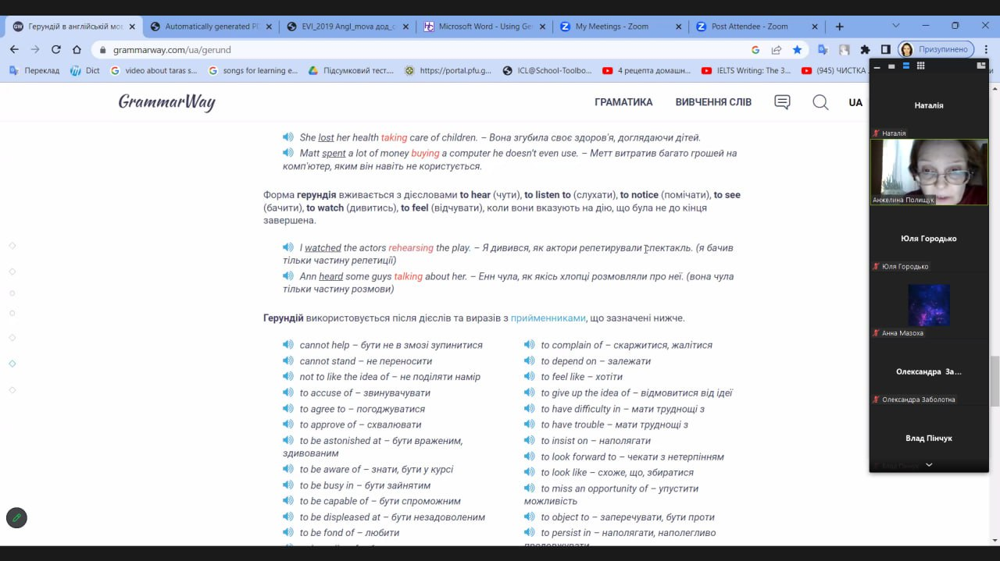 Герундій в англійській мов
Automatically generated PD
EVI_2019 Angl_mova дод_о
Microsoft Word - Using Ger
My Meetings - Zoom
Post Attendee - Zoom
grammarway.com/ua/gerund
Призупинено
Переклад
Dict
video about taras s...
songs for learning e...
Підсумковий тест....
https://portal.pfu.g...
ICL@School-Toolbo...
4 рецепта домашн...
IELTS Writing: The 3...
(945) ЧИСТКА
GrammarWay
ГРАМАТИКА
ВИВЧЕННЯ СЛІВ
UA
She lost her health taking care of children. – Вона згубила своє здоров'я, доглядаючи дітей.
Matt spent a lot of money buying a computer he doesn't even use. – Метт витратив багато грошей на
комп'ютер, яким він навіть не користується.
Форма герундія вживається з дієсловами to hear (чути), to listen to (слухати), to notice (помічати), to see
(бачити), to watch (дивитись), to feel (відчувати), коли вони вказують на дію, що була не до кінця
завершена.
I watched the actors rehearsing the play. – Я дивився, як актори репетирували спектакль. (я бачив
тільки частину репетиції)
Ann heard some guys talking about her. – Енн чула, як якісь хлопці розмовляли про неї. (вона чула
тільки частину розмови)
Герундій використовується після дієслів та виразів з прийменниками, що зазначені нижче.
cannot help – бути не в змозі зупинитися
cannot stand – не переносити
not to like the idea of – не поділяти намір
to accuse of – звинувачувати
to agree to – погоджуватися
to approve of – схвалювати
to be astonished at – бути враженим,
здивованим
to be aware of – знати, бути у курсі
to be busy in – бути зайнятим
to be capable of – бути спроможним
to be displeased at – бути незадоволеним
to be fond of – любити
to complain of – скаржитися, жалітися
to depend on – залежати
to feel like – хотіти
to give up the idea of – відмовитися від ідеї
to have difficulty in – мати труднощі з
to have trouble – мати труднощі з
to insist on – наполягати
to look forward to – чекати з нетерпінням
to look like – схоже, що, збиратися
to miss an opportunity of – упустити
можливість
to object to – заперечувати, бути проти
to persist in – наполягати, наполегливо
продовжувати
Наталія
Наталія
Анжелина Полищук
Юля Городько
Юля Городько
Анна Мазоха
Олександра За...
Олександра Заболотна
Влад Пінчук
Влад Пінчук